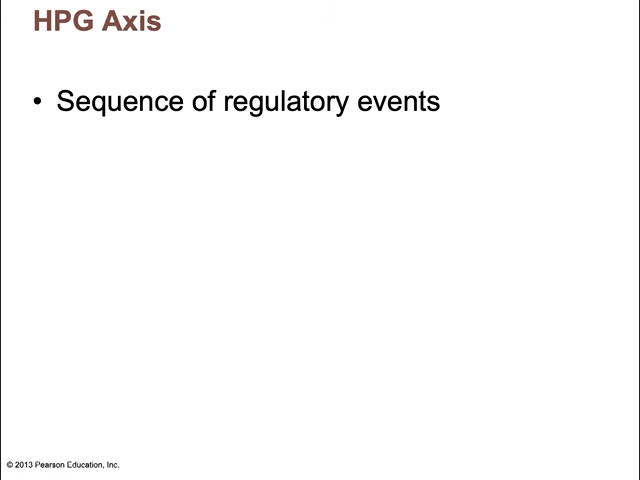 HPG Axis
• Sequence of regulatory events
© 2013 Pearson Education, Inc.